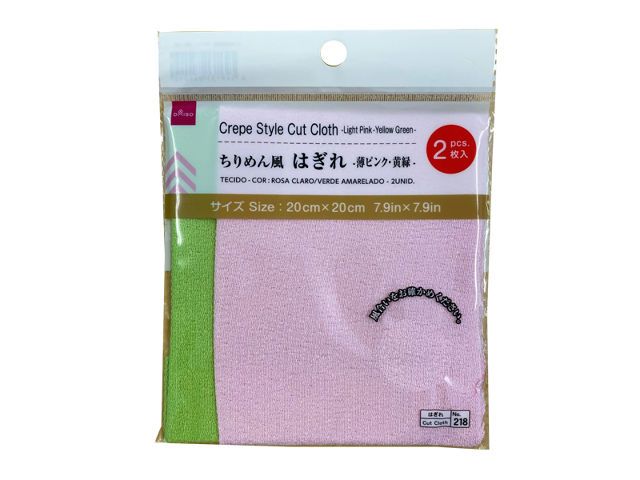 DAISO
Crepe Style Cut Cloth -Light Pink・Yellow Green-
ちりめん風 はぎれ -薄ピンク・黄緑-
TECIDO - COR : ROSA CLARO/VERDE AMARELADO - 2UNID.
2 pcs.
枚入
サイズ Size：20cm×20cm 7.9in×7.9in
風合いをお確かめください。
はぎれ
Cut Cloth
No.
218